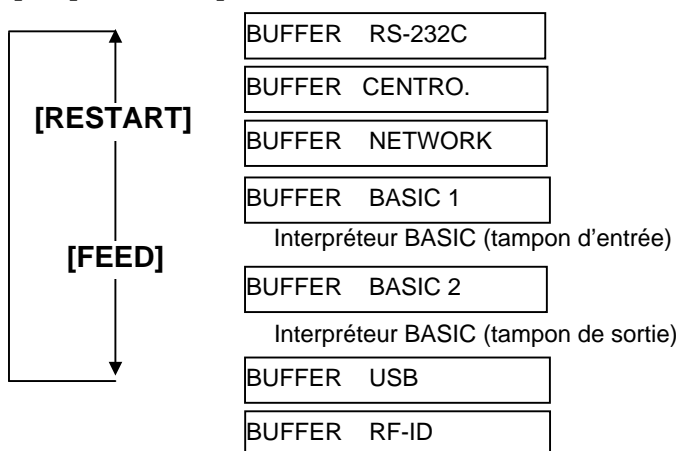 BUFFER RS-232C
BUFFER CENTRO.
[RESTART]
BUFFER NETWORK
BUFFER BASIC 1
Interpréteur BASIC (tampon d'entrée)
[FEED]
BUFFER BASIC 2
Interpréteur BASIC (tampon de sortie)
BUFFER USB
BUFFER RF-ID